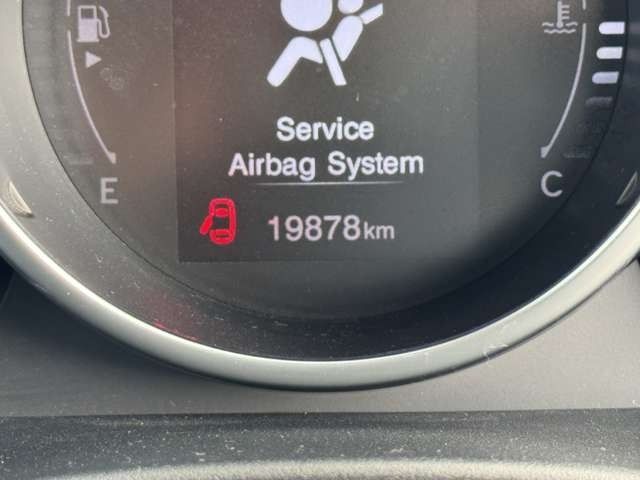 Service
Airbag System
E
C
19878km